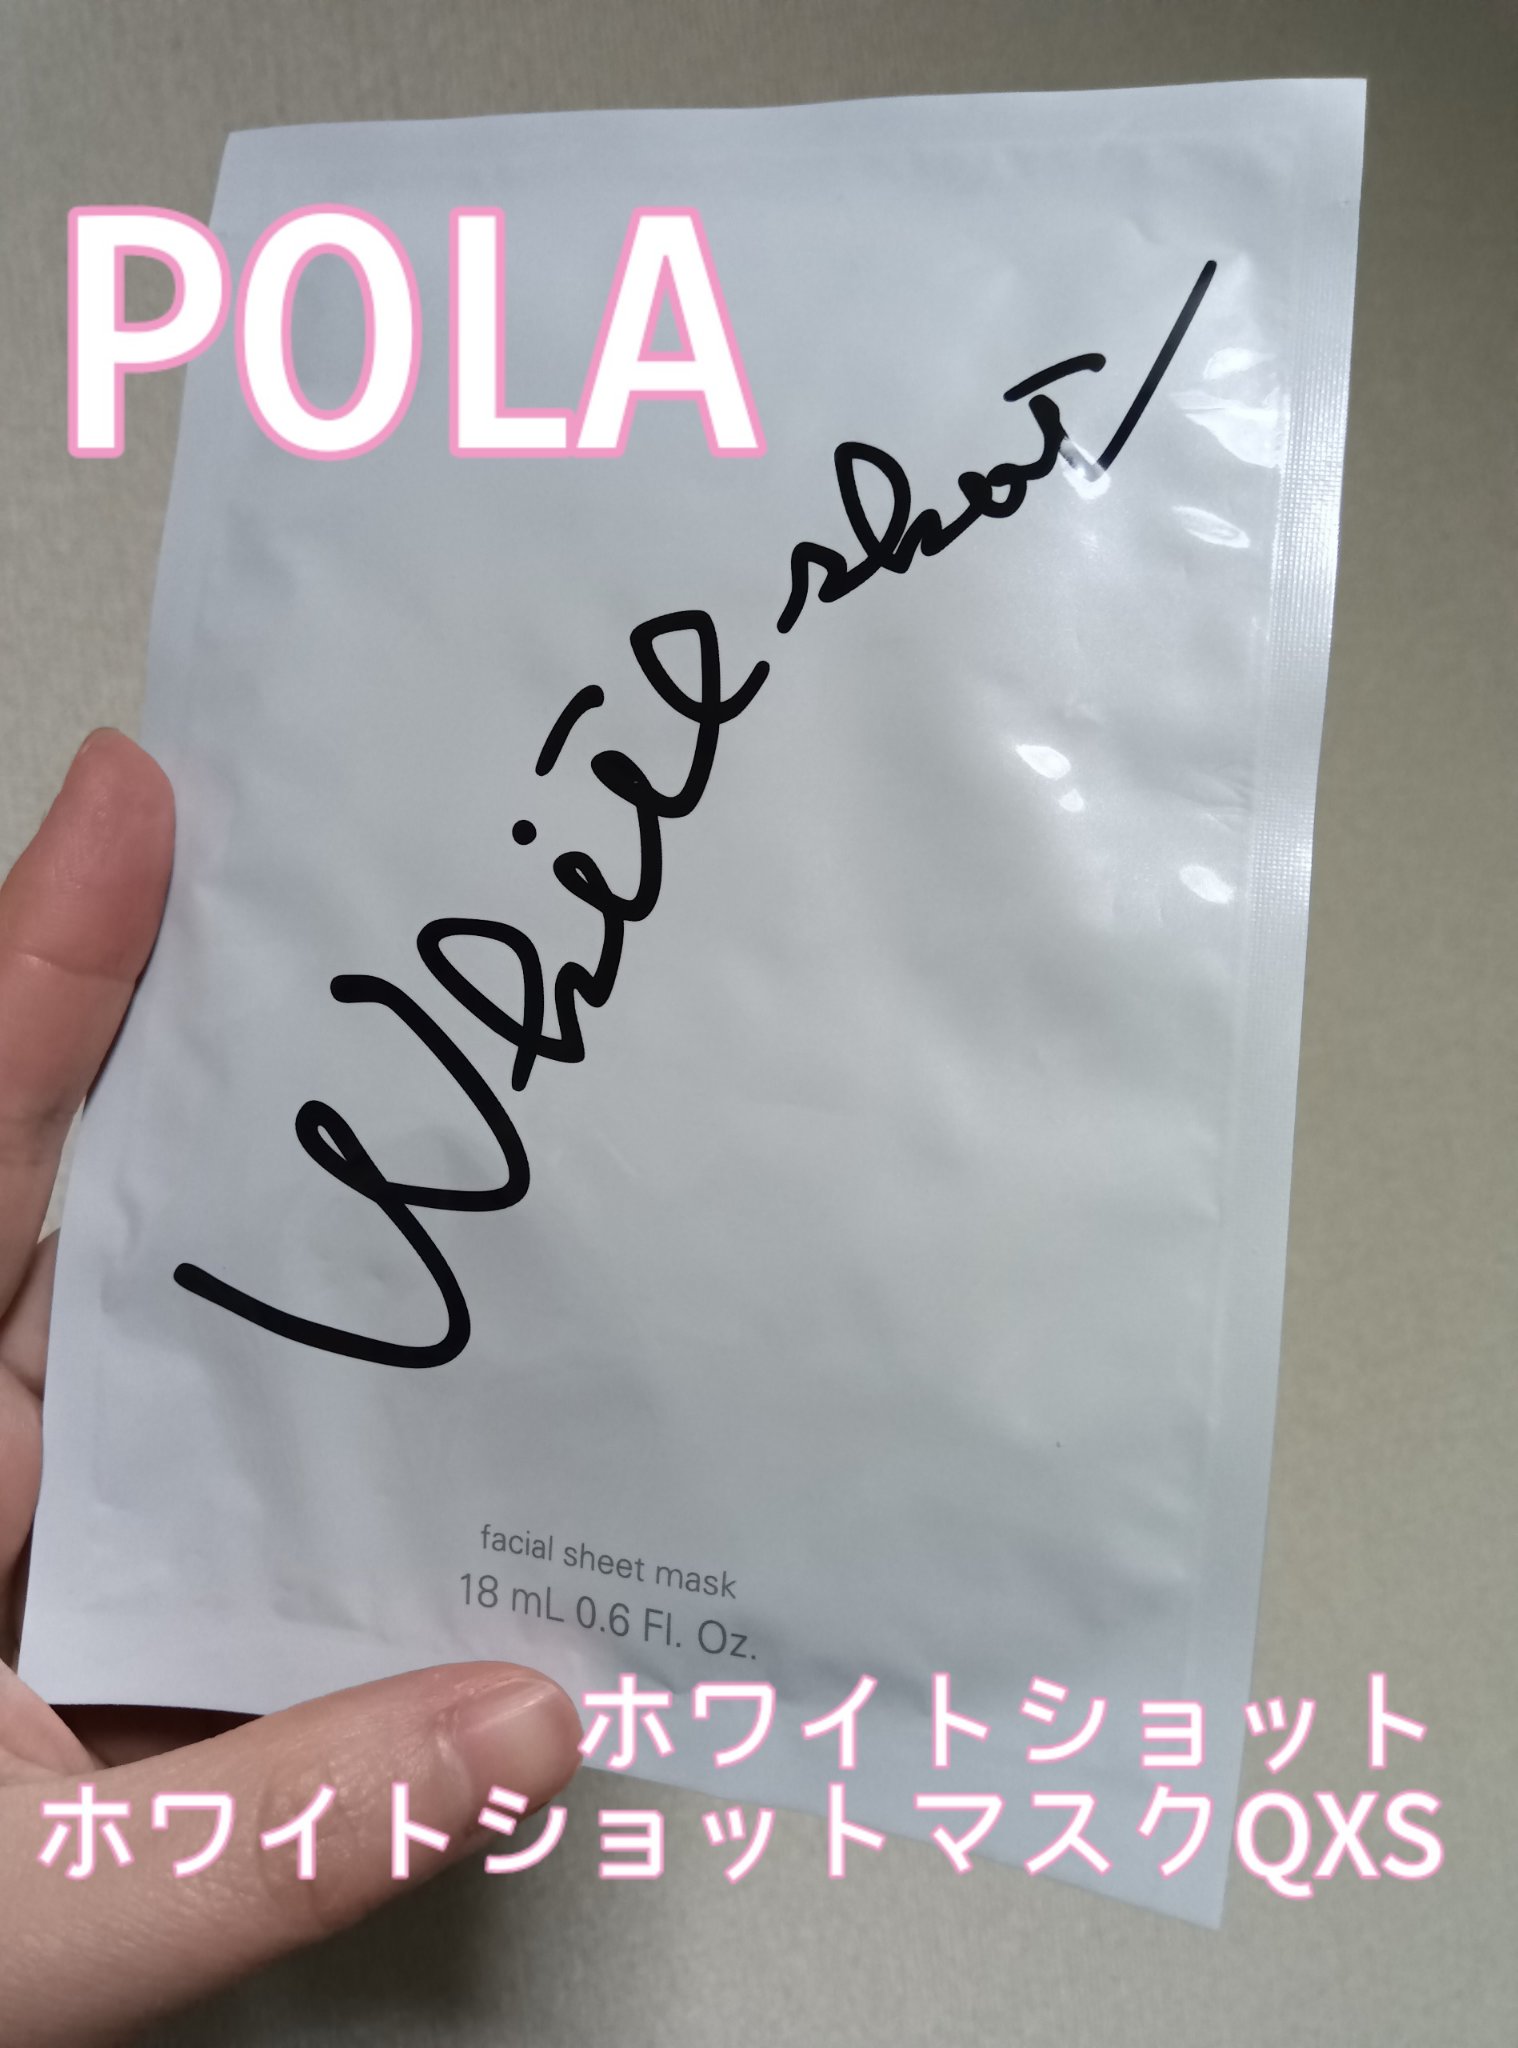 POLA
White shot
facial sheet mask
18 mL 0.6 Fl. Oz.
ホワイトショット
ホワイトショットマスクQXS